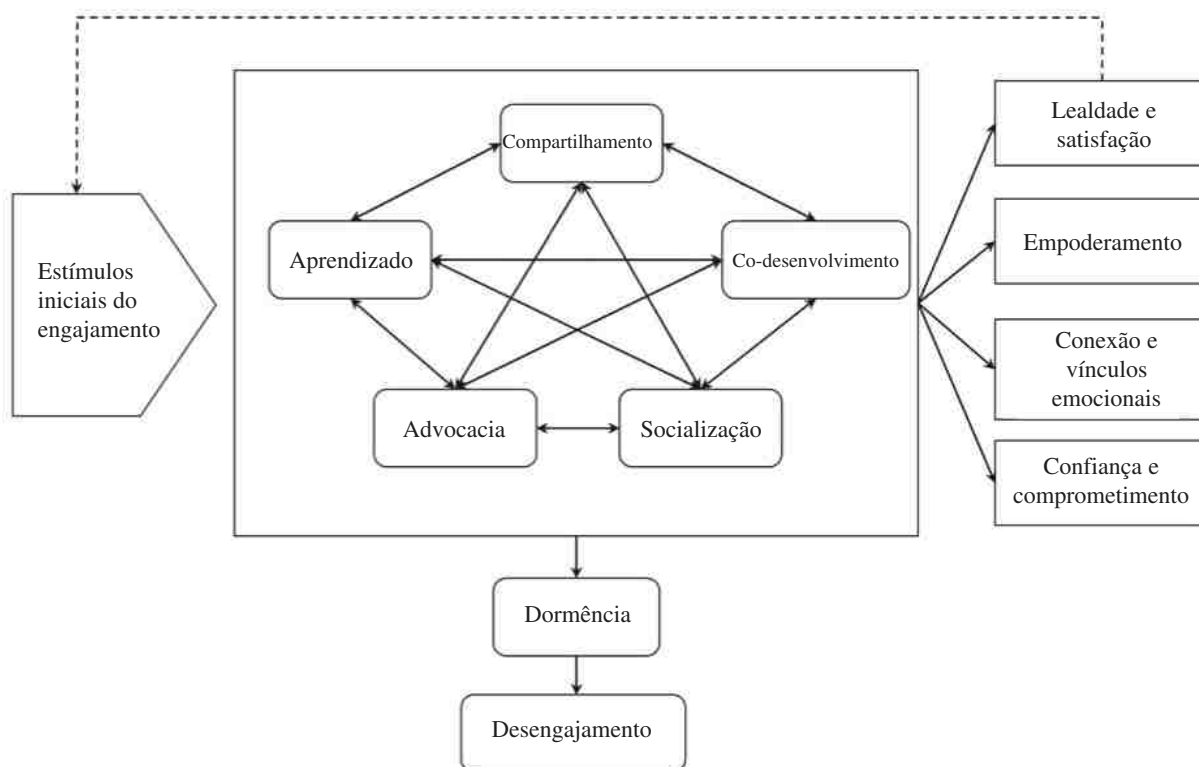 Estímulos
iniciais do
engajamento
Compartilhamento
Aprendizado
Co-desenvolvimento
Advocacia
Socialização
Dormência
Desengajamento
Lealdade e
satisfação
Empoderamento
Conexão e
vínculos
emocionais
Confiança e
comprometimento